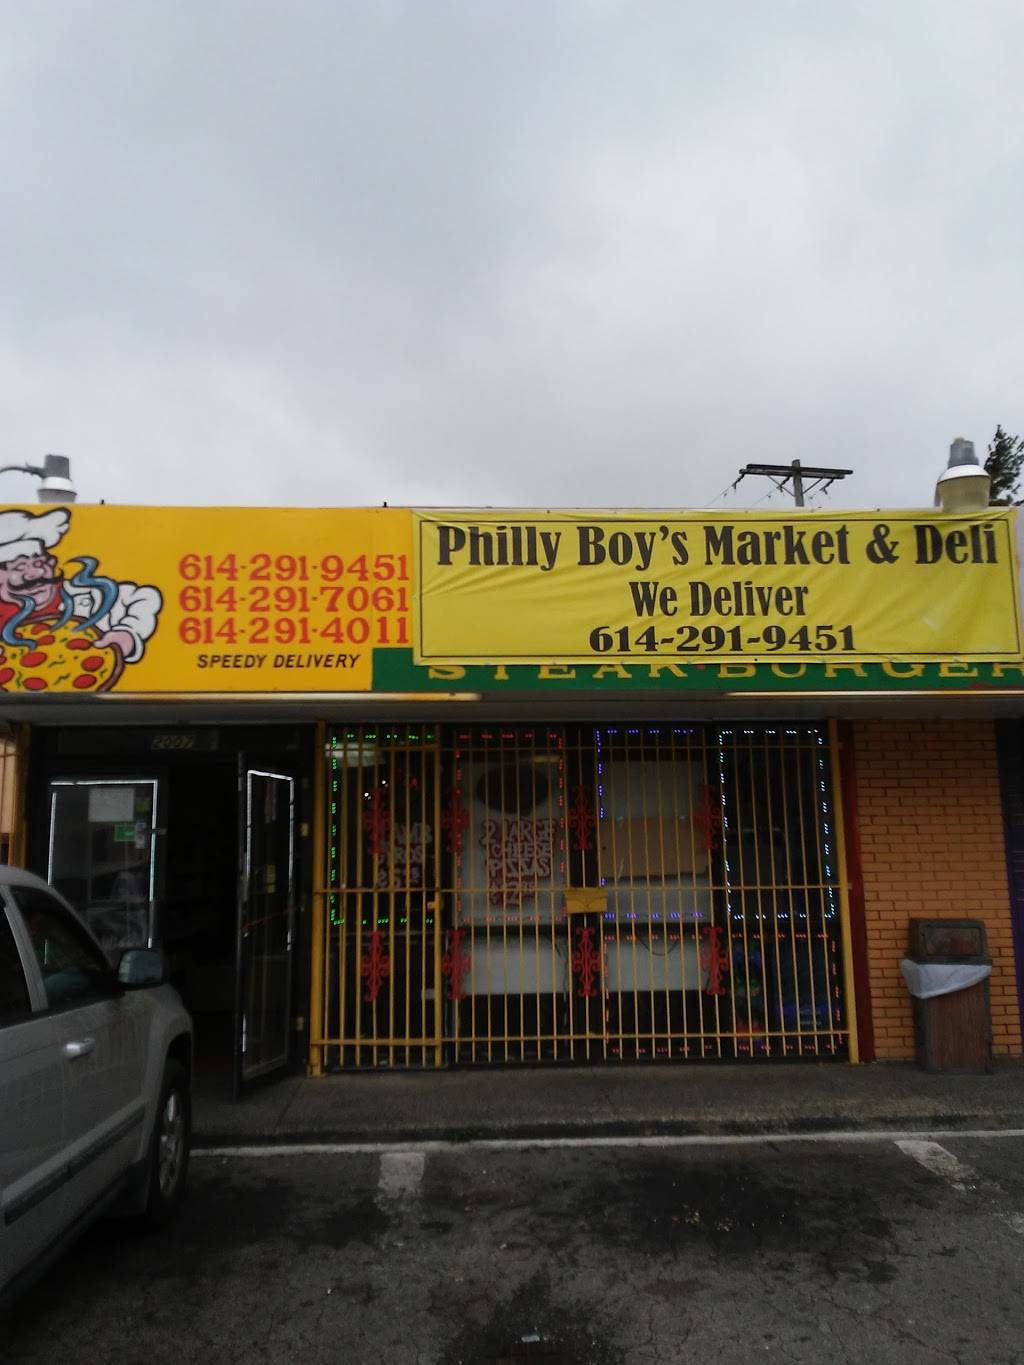 614-291-9451
614-291-7061
614-291-4011
SPEEDY DELIVERY
Philly Boy's Market & Deli
We Deliver
614-291-9451
STEAK BURGER
2007
2 LARGE
CHEESE
PIZZAS